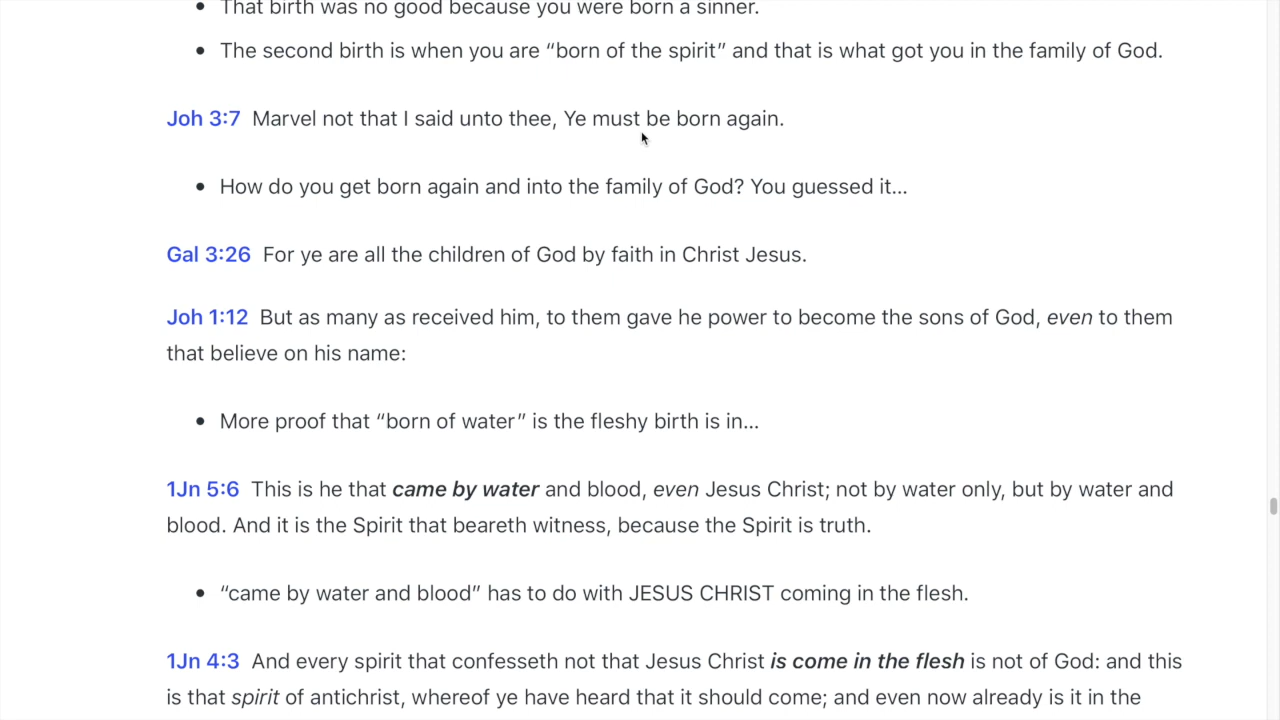 • That birth was no good because you were born a sinner.
• The second birth is when you are “born of the spirit” and that is what got you in the family of God.
Joh 3:7 Marvel not that I said unto thee, Ye must be born again.
• How do you get born again and into the family of God? You guessed it...
Gal 3:26 For ye are all the children of God by faith in Christ Jesus.
Joh 1:12 But as many as received him, to them gave he power to become the sons of God, even to them
that believe on his name:
• More proof that “born of water” is the fleshy birth is in...
1Jn 5:6 This is he that came by water and blood, even Jesus Christ; not by water only, but by water and
blood. And it is the Spirit that beareth witness, because the Spirit is truth.
• “came by water and blood” has to do with JESUS CHRIST coming in the flesh.
1Jn 4:3 And every spirit that confesseth not that Jesus Christ is come in the flesh is not of God: and this
is that spirit of antichrist, whereof ye have heard that it should come; and even now already is it in the